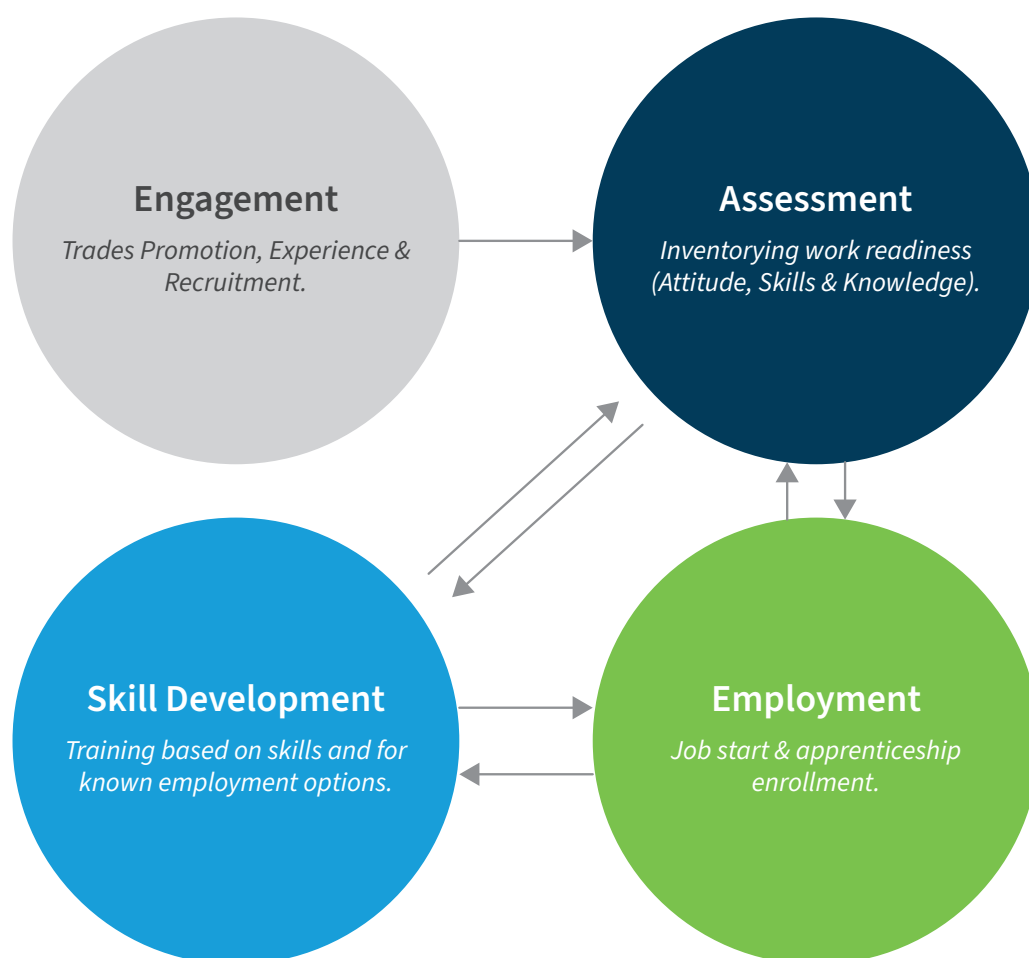 Engagement
Trades Promotion, Experience &
Recruitment.
Assessment
Inventorying work readiness
(Attitude, Skills & Knowledge).
Skill Development
Training based on skills and for
known employment options.
Employment
Job start & apprenticeship
enrollment.